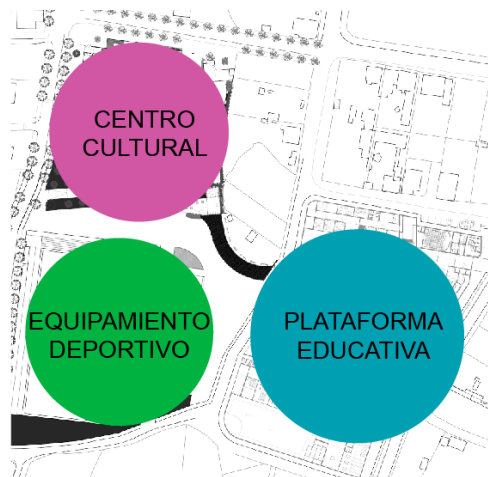 CENTRO
CULTURAL
EQUIPAMIENTO
DEPORTIVO
PLATAFORMA
EDUCATIVA